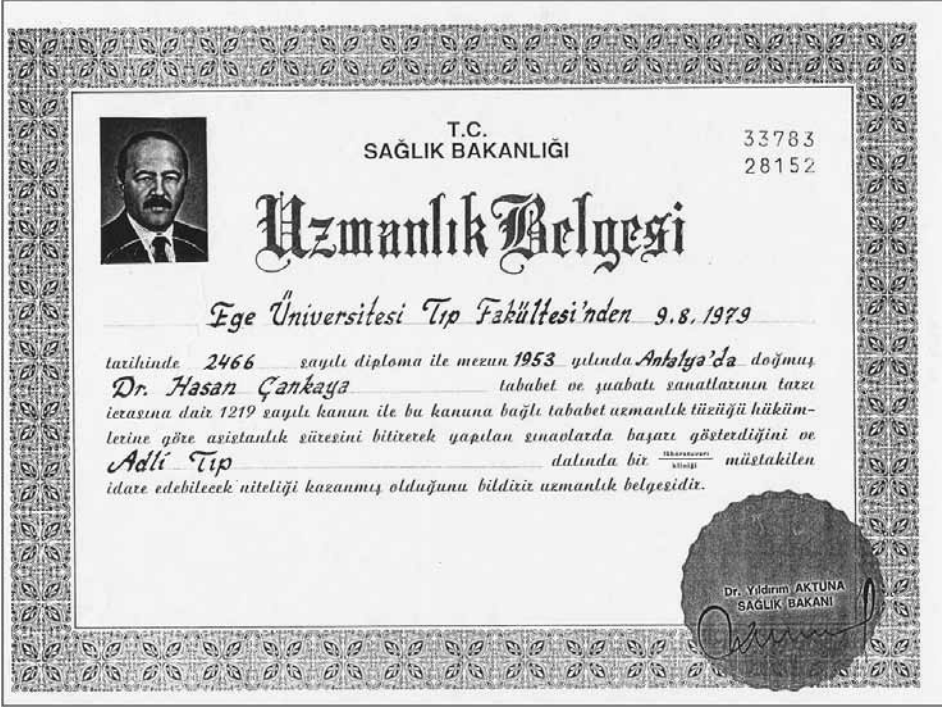 T.C.
SAĞLIK BAKANLIĞI
33783
28152
Uzmanlık Belgesi
Ege Üniversitesi Tıp Fakültesi'nden 9.8.1979
tarihinde 2466 sayılı diploma ile mezun 1953 yılında Antalya'da doğmuş
Dr. Hasan Çankaya tababet ve şuabatı sanatlarının tarzı
icrasına dair 1219 sayılı kanun ile bu kanuna bağlı tababet uzmanlık tüzüğü hüküm-
lerine göre asistanlık süresini bitirerek yapılan sınavlarda başarı gösterdiğini ve
Adlî Tıp dalında bir lâboratuvarı kliniği müstakilen
idare edebilecek niteliği kazanmış olduğunu bildirir uzmanlık belgesidir.
Dr. Yıldırım AKTUNA
SAĞLIK BAKANI